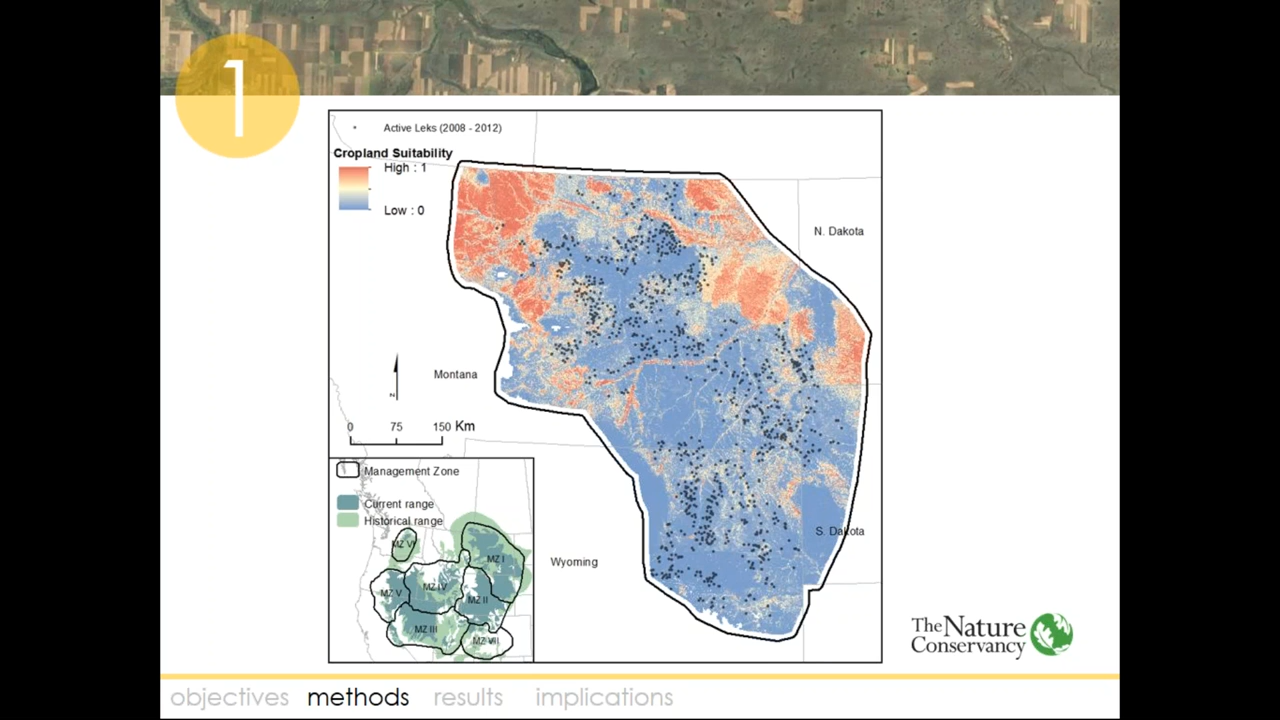 1
Active Leks (2008 - 2012)
Cropland Suitability
High : 1
Low : 0
N. Dakota
Montana
N
0 75 150 Km
S. Dakota
Wyoming
Management Zone
Current range
Historical range
MZ I
MZ IV
MZ V
MZ II
MZ III
MZ VII
The Nature
Conservancy
objectives methods results implications